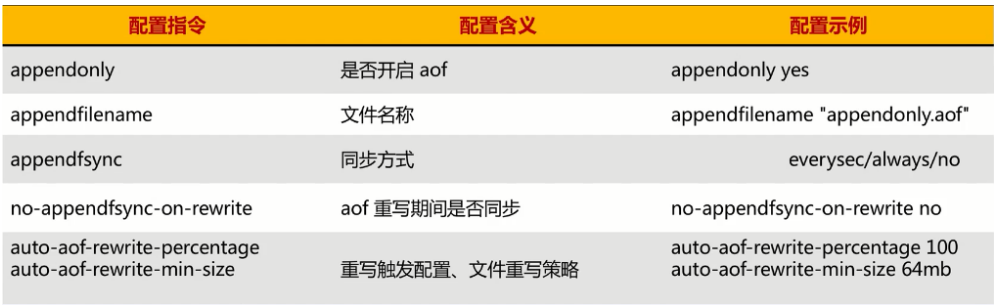 配置指令 配置含义 配置示例
appendonly 是否开启 aof appendonly yes
appendfilename 文件名称 appendfilename "appendonly.aof"
appendfsync 同步方式 everysec/always/no
no-appendfsync-on-rewrite aof 重写期间是否同步 no-appendfsync-on-rewrite no
auto-aof-rewrite-percentage auto-aof-rewrite-percentage 100
auto-aof-rewrite-min-size 重写触发配置、文件重写策略 auto-aof-rewrite-min-size 64mb